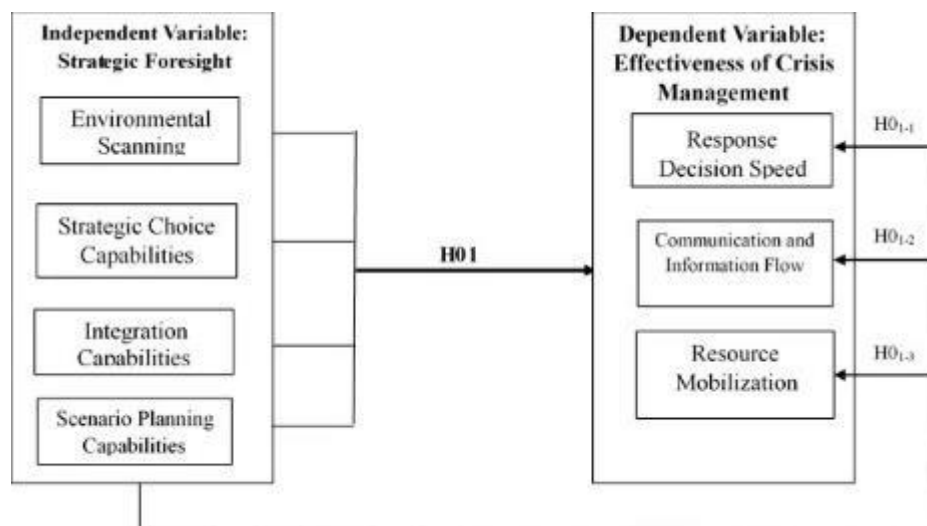 Independent Variable:
Strategic Foresight
Environmental
Scanning
Strategic Choice
Capabilities
Integration
Capabilities
Scenario Planning
Capabilities
H01
Dependent Variable:
Effectiveness of Crisis
Management
Response
Decision Speed
Communication and
Information Flow
Resource
Mobilization
H01-1
H01-2
H01-3